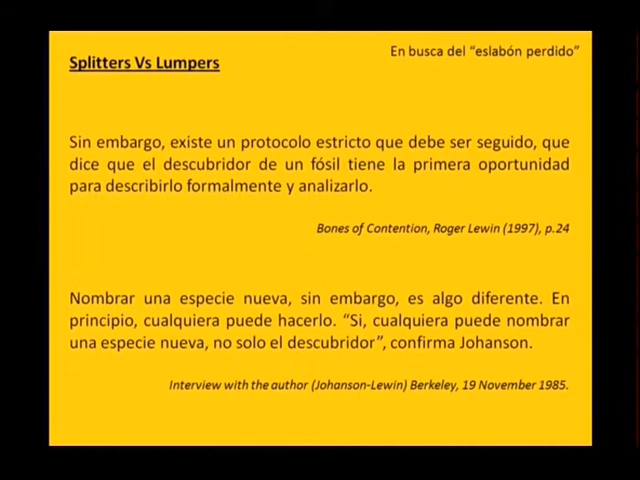 En busca del “eslabón perdido”
Splitters Vs Lumpers
Sin embargo, existe un protocolo estricto que debe ser seguido, que
dice que el descubridor de un fósil tiene la primera oportunidad
para describirlo formalmente y analizarlo.
Bones of Contention, Roger Lewin (1997), p.24
Nombrar una especie nueva, sin embargo, es algo diferente. En
principio, cualquiera puede hacerlo. “Si, cualquiera puede nombrar
una especie nueva, no solo el descubridor”, confirma Johanson.
Interview with the author (Johanson-Lewin) Berkeley, 19 November 1985.